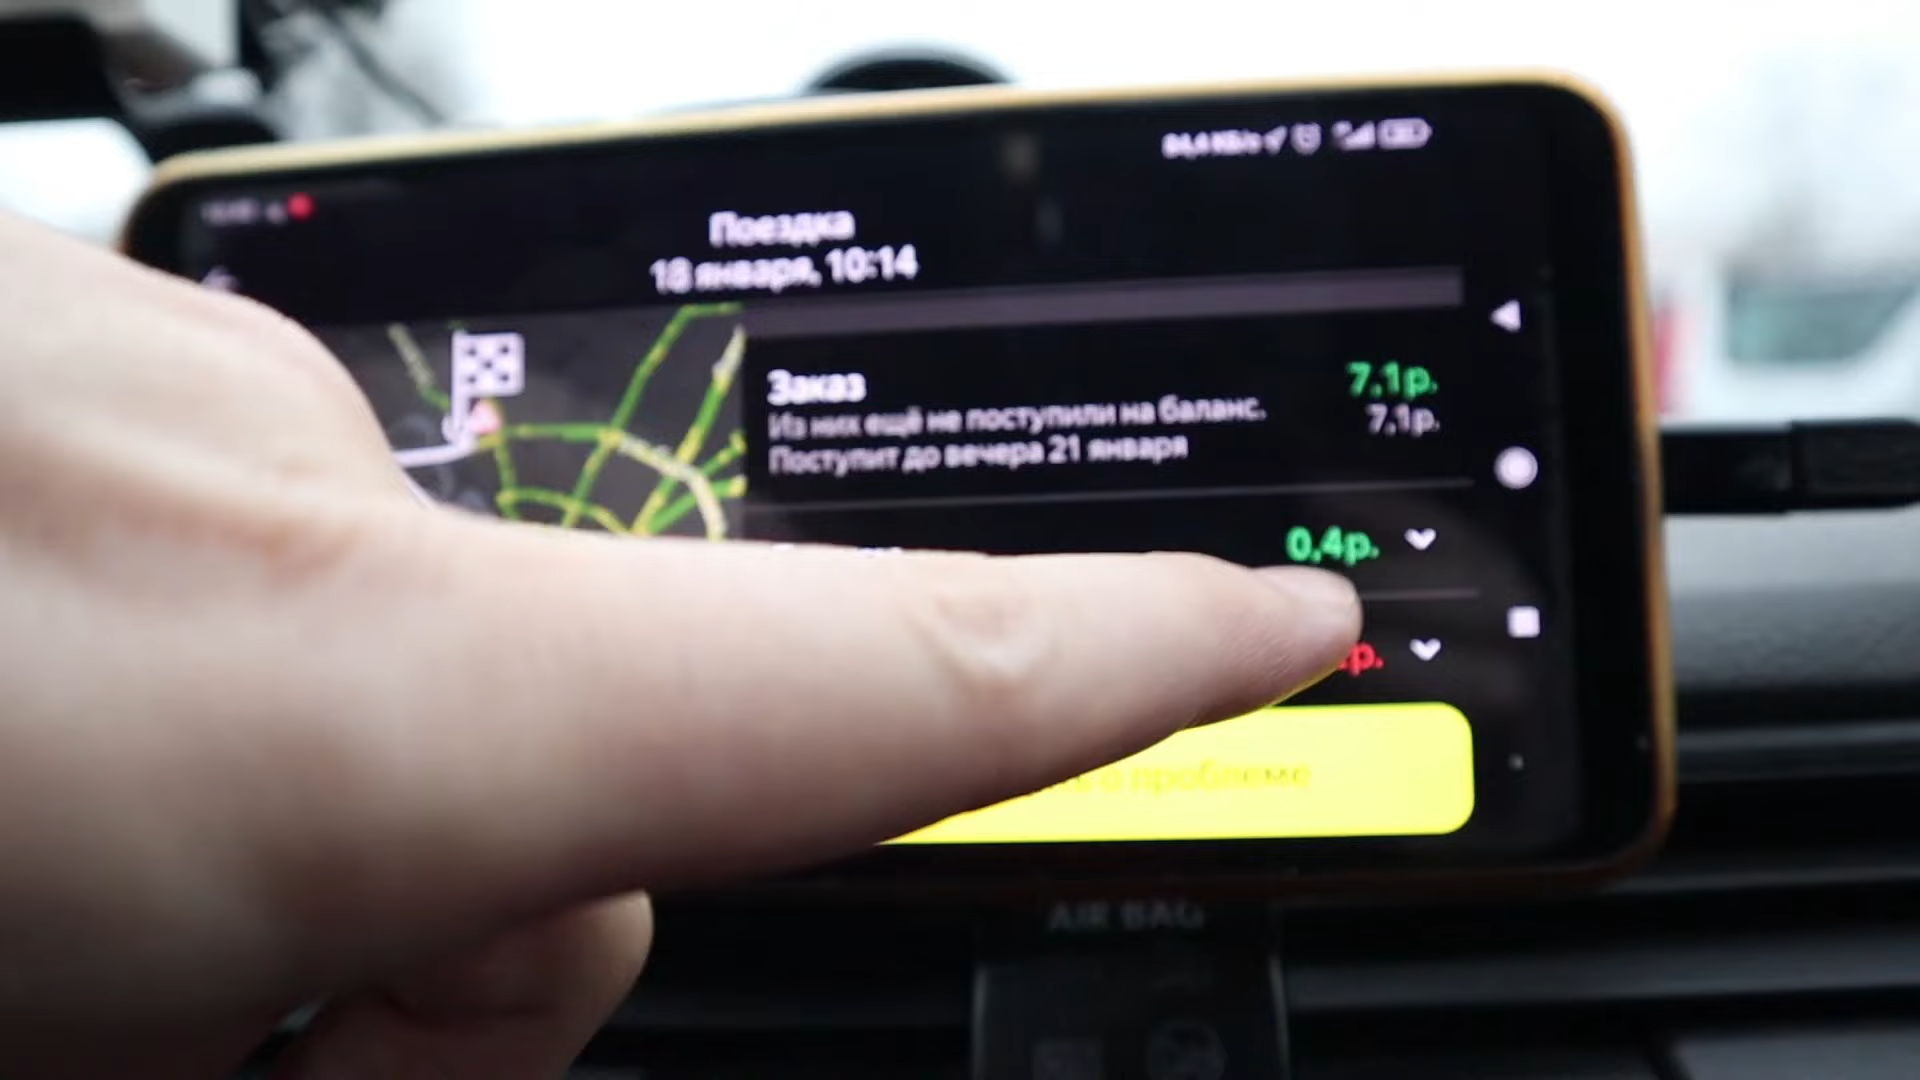 Поездка
18 января, 10:14
Заказ
7,1р.
Из них ещё не поступили на баланс.
7,1р.
Поступит до вечера 21 января
0,4р.
р.
о проблеме
AIR BAG